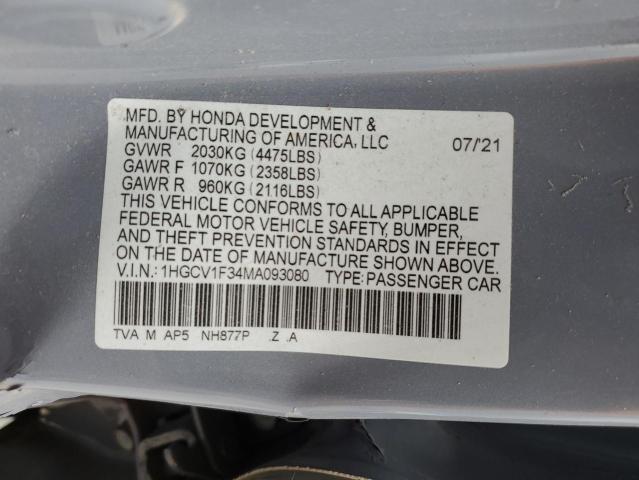 MFD. BY HONDA DEVELOPMENT &
MANUFACTURING OF AMERICA, LLC 07/'21
GVWR 2030KG (4475LBS)
GAWR F 1070KG (2358LBS)
GAWR R 960KG (2116LBS)
THIS VEHICLE CONFORMS TO ALL APPLICABLE
FEDERAL MOTOR VEHICLE SAFETY, BUMPER,
AND THEFT PREVENTION STANDARDS IN EFFECT
ON THE DATE OF MANUFACTURE SHOWN ABOVE.
V.I.N.: 1HGCV1F34MA093080 TYPE: PASSENGER CAR
TVA M AP5 NH877P .Z .A